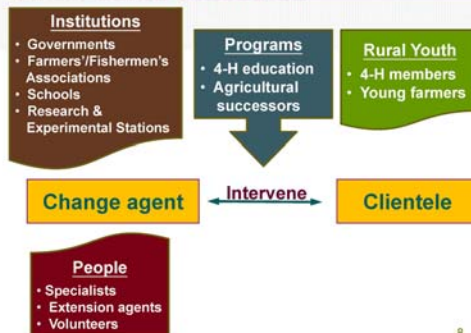 Institutions
• Governments
• Farmers'/Fishermen's
Associations
• Schools
• Research &
Experimental Stations
Programs
• 4-H education
• Agricultural
successors
Rural Youth
• 4-H members
• Young farmers
Change agent
Intervene
Clientele
People
• Specialists
• Extension agents
• Volunteers